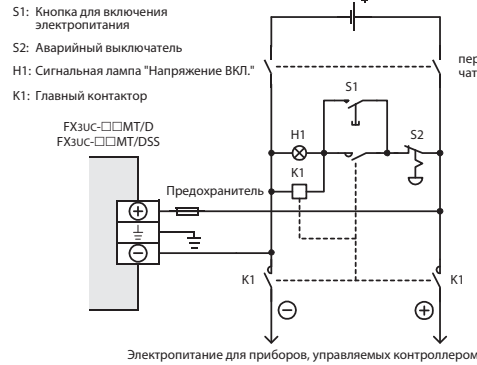 S1: Кнопка для включения
электропитания
S2: Аварийный выключатель
H1: Сигнальная лампа "Напряжение ВКЛ."
K1: Главный контактор
FX3UC-□□MT/D
FX3UC-□□MT/DSS
Предохранитель
S1
H1
S2
K1
K1
K1
Электропитание для приборов, управляемых контроллером